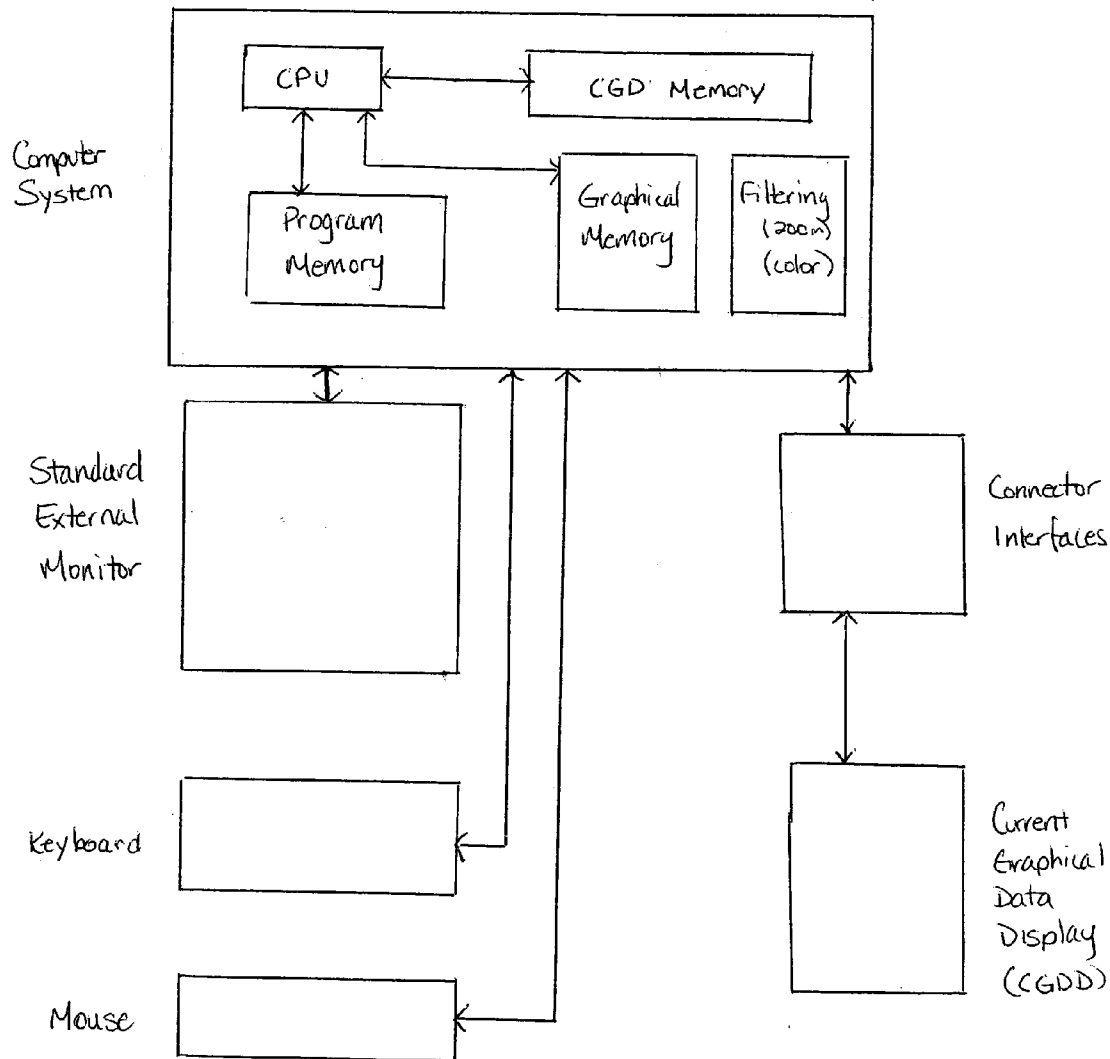 CPU
CGD Memory
Computer
System
Program
Memory
Graphical
Memory
Filtering
(zoom)
(color)
Standard
External
Monitor
Connector
Interfaces
Keyboard
Current
Graphical
Data
Display
(CGDD)
Mouse